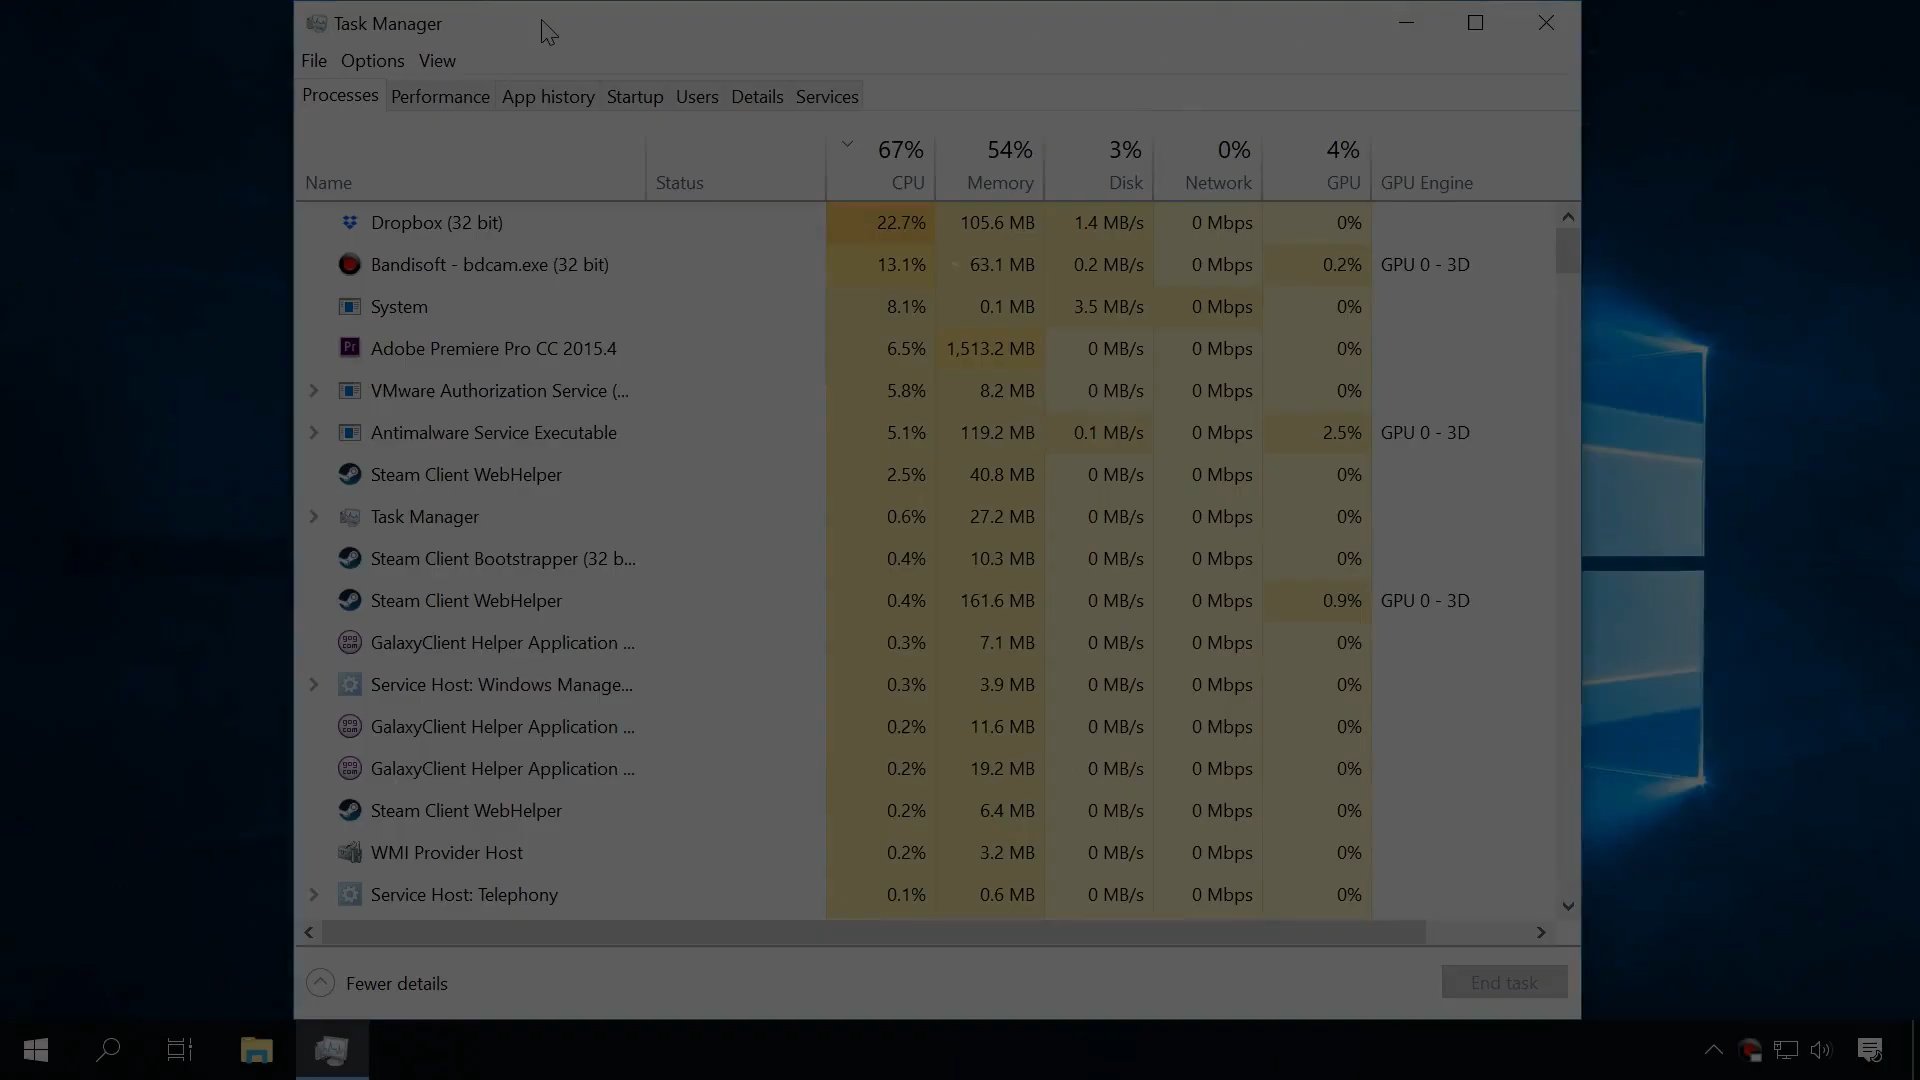 Task Manager
File Options View
Processes Performance App history Startup Users Details Services
67% 54% 3% 0% 4%
Name Status CPU Memory Disk Network GPU GPU Engine
Dropbox (32 bit) 22.7% 105.6 MB 1.4 MB/s 0 Mbps 0%
Bandisoft - bdcam.exe (32 bit) 13.1% 63.1 MB 0.2 MB/s 0 Mbps 0.2% GPU 0 - 3D
System 8.1% 0.1 MB 3.5 MB/s 0 Mbps 0%
Pr Adobe Premiere Pro CC 2015.4 6.5% 1,513.2 MB 0 MB/s 0 Mbps 0%
VMware Authorization Service (... 5.8% 8.2 MB 0 MB/s 0 Mbps 0%
Antimalware Service Executable 5.1% 119.2 MB 0.1 MB/s 0 Mbps 2.5% GPU 0 - 3D
Steam Client WebHelper 2.5% 40.8 MB 0 MB/s 0 Mbps 0%
Task Manager 0.6% 27.2 MB 0 MB/s 0 Mbps 0%
Steam Client Bootstrapper (32 b... 0.4% 10.3 MB 0 MB/s 0 Mbps 0%
Steam Client WebHelper 0.4% 161.6 MB 0 MB/s 0 Mbps 0.9% GPU 0 - 3D
gog com GalaxyClient Helper Application ... 0.3% 7.1 MB 0 MB/s 0 Mbps 0%
Service Host: Windows Manage... 0.3% 3.9 MB 0 MB/s 0 Mbps 0%
gog com GalaxyClient Helper Application ... 0.2% 11.6 MB 0 MB/s 0 Mbps 0%
gog com GalaxyClient Helper Application ... 0.2% 19.2 MB 0 MB/s 0 Mbps 0%
Steam Client WebHelper 0.2% 6.4 MB 0 MB/s 0 Mbps 0%
WMI Provider Host 0.2% 3.2 MB 0 MB/s 0 Mbps 0%
Service Host: Telephony 0.1% 0.6 MB 0 MB/s 0 Mbps 0%
Fewer details End task